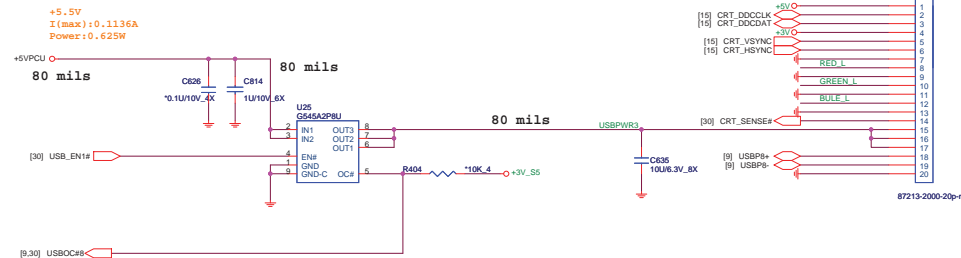 +5.5V
I(max):0.1136A
Power:0.625W
+5VPCU
80 mils
80 mils
C626
*0.1U/10V_4X
C814
1U/10V_6X
U25
G545A2P8U
2 IN1 OUT3 8
3 IN2 OUT2 7
OUT1 6
4 EN#
1 GND
9 GND-C OC# 5
[30] USB_EN1#
80 mils
USBPWR3
C635
10U/6.3V_8X
R404 *10K_4 +3V_S5
[9,30] USBOC#8
+5V 1
[15] CRT_DDCCLK 2
[15] CRT_DDCDAT 3
+3V 4
[15] CRT_VSYNC 5
[15] CRT_HSYNC 6
7
RED_L 8
9
GREEN_L 10
11
BULE_L 12
13
[30] CRT_SENSE# 14
15
16
17
[9] USBP8+ 18
[9] USBP8- 19
20
87213-2000-20p-r